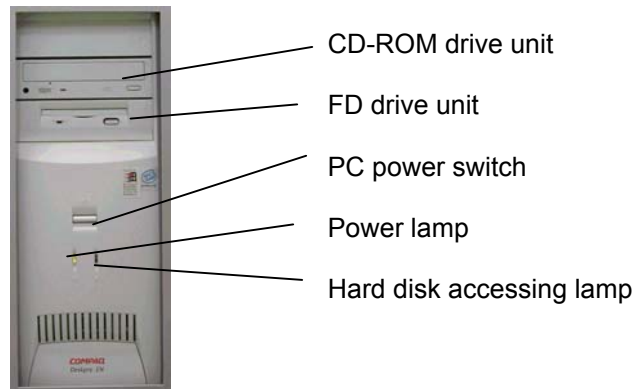 CD-ROM drive unit
FD drive unit
PC power switch
Power lamp
Hard disk accessing lamp
COMPAQ